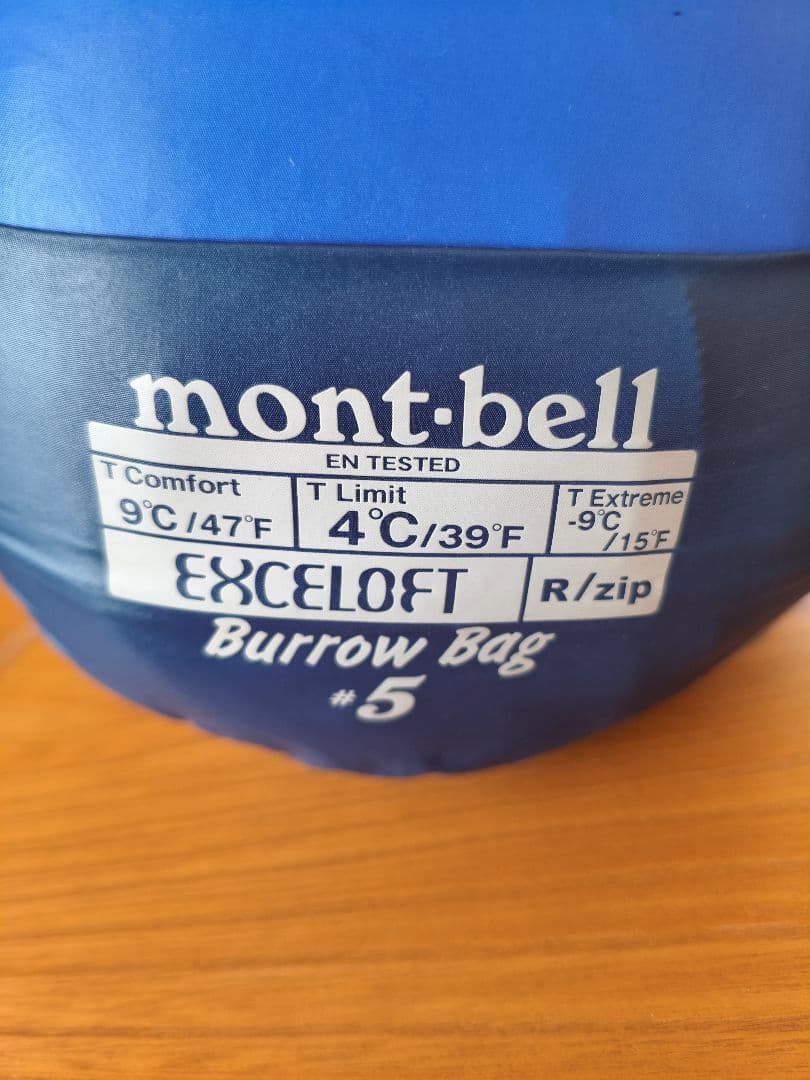 mont·bell
EN TESTED
T Comfort
9℃/47℉
T Limit
4℃/39℉
T Extreme
-9℃
/15℉
EXCELOFT
R/zip
Burrow Bag
#5